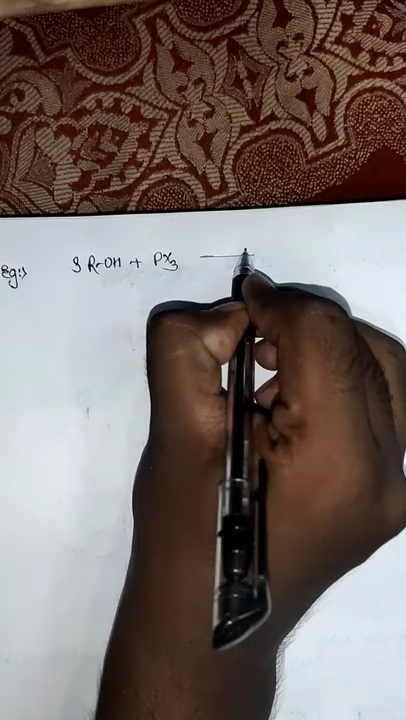 Eg:> 3 R-OH + PX₃ —